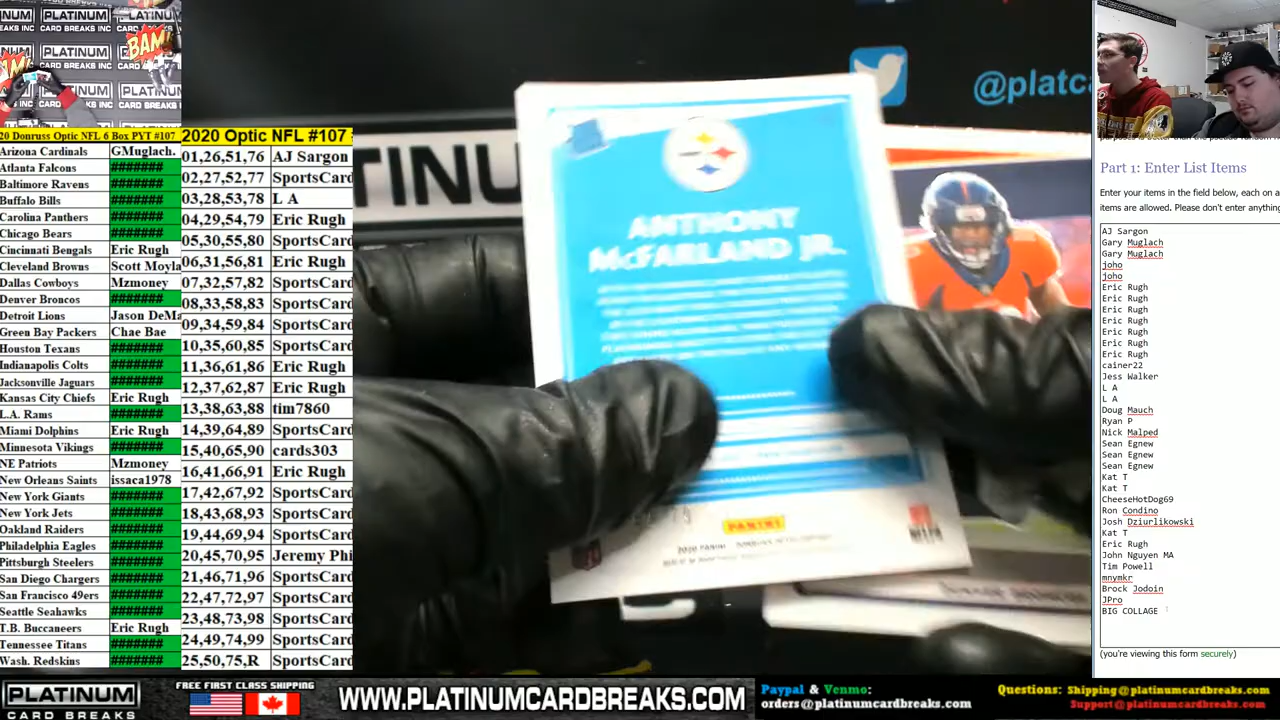 PLATINUM
CARD BREAKS INC
BAM!
20 Donruss Optic NFL 6 Box PYT #107
Arizona Cardinals GMuglach.
Atlanta Falcons #######
Baltimore Ravens #######
Buffalo Bills #######
Carolina Panthers #######
Chicago Bears #######
Cincinnati Bengals Eric Rugh
Cleveland Browns Scott Moyla
Dallas Cowboys Mzmoney
Denver Broncos #######
Detroit Lions Jason DeMa
Green Bay Packers Chae Bae
Houston Texans #######
Indianapolis Colts #######
Jacksonville Jaguars #######
Kansas City Chiefs Eric Rugh
L.A. Rams #######
Miami Dolphins Eric Rugh
Minnesota Vikings #######
NE Patriots Mzmoney
New Orleans Saints issaca1978
New York Giants #######
New York Jets #######
Oakland Raiders #######
Philadelphia Eagles #######
Pittsburgh Steelers #######
San Diego Chargers #######
San Francisco 49ers #######
Seattle Seahawks #######
T.B. Buccaneers Eric Rugh
Tennessee Titans #######
Wash. Redskins #######
2020 Optic NFL #107
01,26,51,76 AJ Sargon
02,27,52,77 SportsCard
03,28,53,78 L A
04,29,54,79 Eric Rugh
05,30,55,80 SportsCard
06,31,56,81 Eric Rugh
07,32,57,82 SportsCard
08,33,58,83 SportsCard
09,34,59,84 SportsCard
10,35,60,85 SportsCard
11,36,61,86 Eric Rugh
12,37,62,87 Eric Rugh
13,38,63,88 tim7860
14,39,64,89 Eric Rugh
15,40,65,90 cards303
16,41,66,91 Eric Rugh
17,42,67,92 SportsCard
18,43,68,93 SportsCard
19,44,69,94 SportsCard
20,45,70,95 Jeremy Phi
21,46,71,96 SportsCard
22,47,72,97 SportsCard
23,48,73,98 SportsCard
24,49,74,99 SportsCard
25,50,75,R SportsCard
@platca
TINU
Steelers
ANTHONY
McFARLAND JR.
PANINI
Part 1: Enter List Items
Enter your items in the field below, each on a
items are allowed. Please don't enter anything
AJ Sargon
Gary Muglach
Gary Muglach
joho
joho
Eric Rugh
Eric Rugh
Eric Rugh
Eric Rugh
Eric Rugh
Eric Rugh
Eric Rugh
cainer22
Jess Walker
L A
L A
Doug Mauch
Ryan P
Nick Malped
Sean Egnew
Sean Egnew
Sean Egnew
Kat T
Kat T
CheeseHotDog69
Ron Condino
Josh Dziurlikowski
Kat T
Eric Rugh
John Nguyen MA
Tim Powell
mnymkr
Brock Jodoin
JPro
BIG COLLAGE
(you're viewing this form securely)
PLATINUM
CARD BREAKS
FREE FIRST CLASS SHIPPING
WWW.PLATINUMCARDBREAKS.COM
Paypal & Venmo:
orders@platinumcardbreaks.com
Questions: Shipping@platinumcardbreaks.com
Support@platinumcardbreaks.com